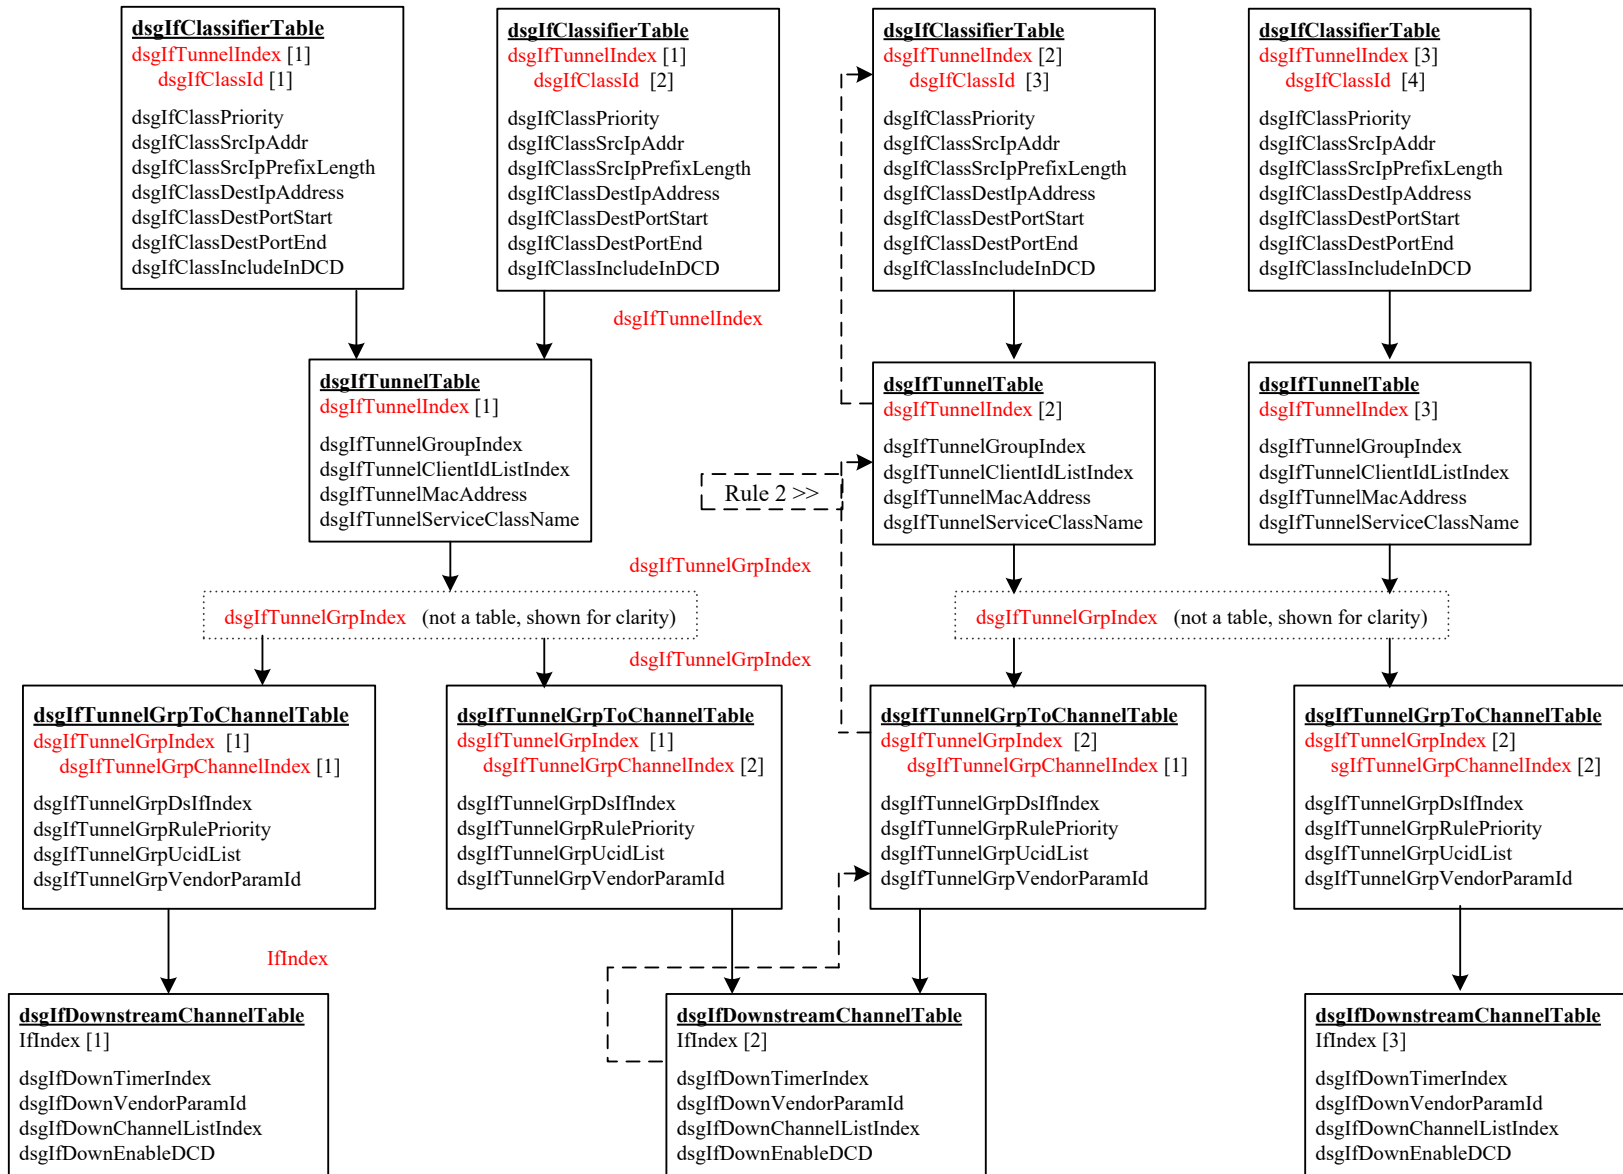 dsgIfClassifierTable
dsgIfTunnelIndex [1]
dsgIfClassId [1]
dsgIfClassPriority
dsgIfClassSrcIpAddr
dsgIfClassSrcIpPrefixLength
dsgIfClassDestIpAddress
dsgIfClassDestPortStart
dsgIfClassDestPortEnd
dsgIfClassIncludeInDCD
dsgIfClassifierTable
dsgIfTunnelIndex [1]
dsgIfClassId [2]
dsgIfClassPriority
dsgIfClassSrcIpAddr
dsgIfClassSrcIpPrefixLength
dsgIfClassDestIpAddress
dsgIfClassDestPortStart
dsgIfClassDestPortEnd
dsgIfClassIncludeInDCD
dsgIfClassifierTable
dsgIfTunnelIndex [2]
dsgIfClassId [3]
dsgIfClassPriority
dsgIfClassSrcIpAddr
dsgIfClassSrcIpPrefixLength
dsgIfClassDestIpAddress
dsgIfClassDestPortStart
dsgIfClassDestPortEnd
dsgIfClassIncludeInDCD
dsgIfClassifierTable
dsgIfTunnelIndex [3]
dsgIfClassId [4]
dsgIfClassPriority
dsgIfClassSrcIpAddr
dsgIfClassSrcIpPrefixLength
dsgIfClassDestIpAddress
dsgIfClassDestPortStart
dsgIfClassDestPortEnd
dsgIfClassIncludeInDCD
dsgIfTunnelIndex
dsgIfTunnelTable
dsgIfTunnelIndex [1]
dsgIfTunnelGroupIndex
dsgIfTunnelClientIdListIndex
dsgIfTunnelMacAddress
dsgIfTunnelServiceClassName
Rule 2 >>
dsgIfTunnelTable
dsgIfTunnelIndex [2]
dsgIfTunnelGroupIndex
dsgIfTunnelClientIdListIndex
dsgIfTunnelMacAddress
dsgIfTunnelServiceClassName
dsgIfTunnelTable
dsgIfTunnelIndex [3]
dsgIfTunnelGroupIndex
dsgIfTunnelClientIdListIndex
dsgIfTunnelMacAddress
dsgIfTunnelServiceClassName
dsgIfTunnelGrpIndex
dsgIfTunnelGrpIndex (not a table, shown for clarity)
dsgIfTunnelGrpIndex (not a table, shown for clarity)
dsgIfTunnelGrpIndex
dsgIfTunnelGrpToChannelTable
dsgIfTunnelGrpIndex [1]
dsgIfTunnelGrpChannelIndex [1]
dsgIfTunnelGrpDsIfIndex
dsgIfTunnelGrpRulePriority
dsgIfTunnelGrpUcidList
dsgIfTunnelGrpVendorParamId
dsgIfTunnelGrpToChannelTable
dsgIfTunnelGrpIndex [1]
dsgIfTunnelGrpChannelIndex [2]
dsgIfTunnelGrpDsIfIndex
dsgIfTunnelGrpRulePriority
dsgIfTunnelGrpUcidList
dsgIfTunnelGrpVendorParamId
dsgIfTunnelGrpToChannelTable
dsgIfTunnelGrpIndex [2]
dsgIfTunnelGrpChannelIndex [1]
dsgIfTunnelGrpDsIfIndex
dsgIfTunnelGrpRulePriority
dsgIfTunnelGrpUcidList
dsgIfTunnelGrpVendorParamId
dsgIfTunnelGrpToChannelTable
dsgIfTunnelGrpIndex [2]
sgIfTunnelGrpChannelIndex [2]
dsgIfTunnelGrpDsIfIndex
dsgIfTunnelGrpRulePriority
dsgIfTunnelGrpUcidList
dsgIfTunnelGrpVendorParamId
IfIndex
dsgIfDownstreamChannelTable
IfIndex [1]
dsgIfDownTimerIndex
dsgIfDownVendorParamId
dsgIfDownChannelListIndex
dsgIfDownEnableDCD
dsgIfDownstreamChannelTable
IfIndex [2]
dsgIfDownTimerIndex
dsgIfDownVendorParamId
dsgIfDownChannelListIndex
dsgIfDownEnableDCD
dsgIfDownstreamChannelTable
IfIndex [3]
dsgIfDownTimerIndex
dsgIfDownVendorParamId
dsgIfDownChannelListIndex
dsgIfDownEnableDCD